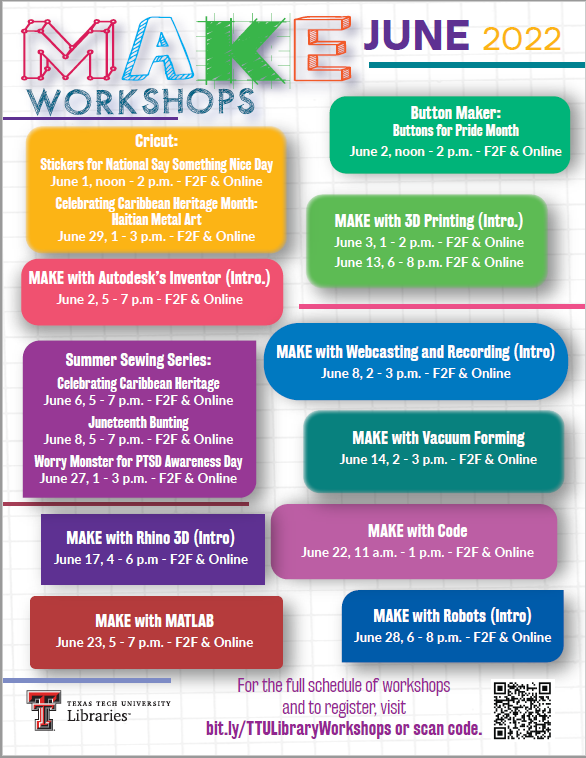 MAKE
WORKSHOPS
JUNE 2022
Cricut:
Stickers for National Say Something Nice Day
June 1, noon - 2 p.m. - F2F & Online
Celebrating Caribbean Heritage Month:
Haitian Metal Art
June 29, 1 - 3 p.m. - F2F & Online
Button Maker:
Buttons for Pride Month
June 2, noon - 2 p.m. - F2F & Online
MAKE with 3D Printing (Intro.)
June 3, 1 - 2 p.m. - F2F & Online
June 13, 6 - 8 p.m. - F2F & Online
MAKE with Autodesk's Inventor (Intro.)
June 2, 5 - 7 p.m - F2F & Online
MAKE with Webcasting and Recording (Intro)
June 8, 2 - 3 p.m. - F2F & Online
Summer Sewing Series:
Celebrating Caribbean Heritage
June 6, 5 - 7 p.m. - F2F & Online
Juneteenth Bunting
June 8, 5 - 7 p.m. - F2F & Online
Worry Monster for PTSD Awareness Day
June 27, 1 - 3 p.m. - F2F & Online
MAKE with Vacuum Forming
June 14, 2 - 3 p.m. - F2F & Online
MAKE with Rhino 3D (Intro)
June 17, 4 - 6 p.m - F2F & Online
MAKE with Code
June 22, 11 a.m. - 1 p.m. - F2F & Online
MAKE with MATLAB
June 23, 5 - 7 p.m. - F2F & Online
MAKE with Robots (Intro)
June 28, 6 - 8 p.m. - F2F & Online
TEXAS TECH UNIVERSITY
Libraries™
For the full schedule of workshops
and to register, visit
bit.ly/TTULibraryWorkshops or scan code.